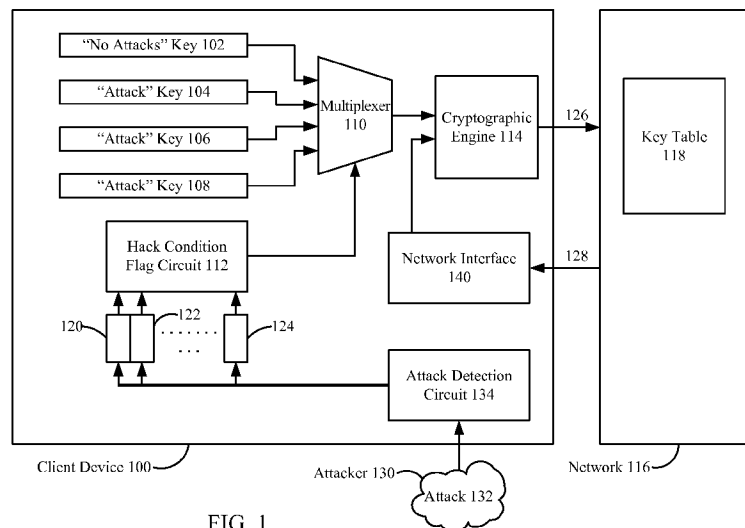 “No Attacks” Key 102
“Attack” Key 104
“Attack” Key 106
“Attack” Key 108
Multiplexer
110
Cryptographic
Engine 114
126
Key Table
118
Hack Condition
Flag Circuit 112
Network Interface
140
128
120
122
124
Attack Detection
Circuit 134
Client Device 100
Attacker 130
Attack 132
Network 116
FIG. 1